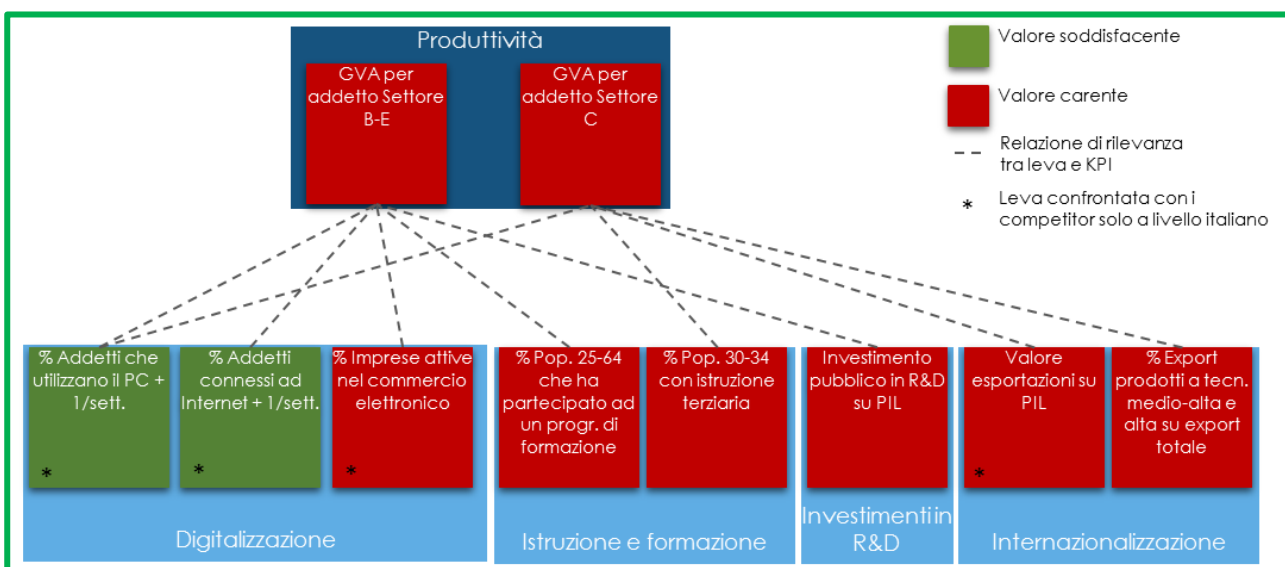 Produttività
GVA per
addetto Settore
B-E
GVA per
addetto Settore
C
Valore soddisfacente
Valore carente
Relazione di rilevanza
tra leva e KPI
*
Leva confrontata con i
competitor solo a livello italiano
% Addetti che
utilizzano il PC +
1/sett.
*
% Addetti
connessi ad
Internet + 1/sett.
*
% Imprese attive
nel commercio
elettronico
*
Digitalizzazione
% Pop. 25-64
che ha
partecipato ad
un progr. di
formazione
% Pop. 30-34
con istruzione
terziaria
Istruzione e formazione
Investimento
pubblico in R&D
su PIL
Investimenti in
R&D
Valore
esportazioni su
PIL
*
% Export
prodotti a tecn.
medio-alta e
alta su export
totale
Internazionalizzazione